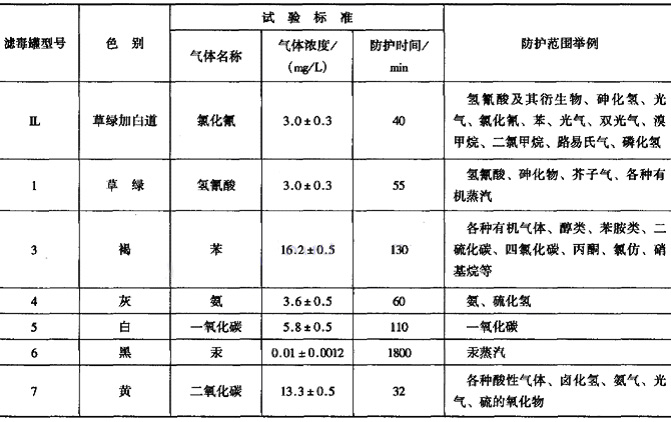 滤毒罐型号 色 别 试 验 标 准 防护范围举例
气体名称 气体浓度/(mg/L) 防护时间/min
ⅡL 草绿加白道 氯化氰 3.0±0.3 40 氢氰酸及其衍生物、砷化氢、光
气、氯化氰、苯、光气、双光气、溴
甲烷、二氯甲烷、路易氏气、磷化氢
1 草 绿 氢氰酸 3.0±0.3 55 氢氰酸、砷化物、芥子气、各种有
机蒸汽
3 褐 苯 16.2±0.5 130 各种有机气体、醇类、苯胺类、二
硫化碳、四氯化碳、丙酮、氯仿、硝
基烷等
4 灰 氨 3.6±0.5 60 氨、硫化氢
5 白 一氧化碳 5.8±0.5 110 一氧化碳
6 黑 汞 0.01±0.0012 1800 汞蒸汽
7 黄 二氧化碳 13.3±0.5 32 各种酸性气体、卤化氢、氨气、光
气、硫的氧化物